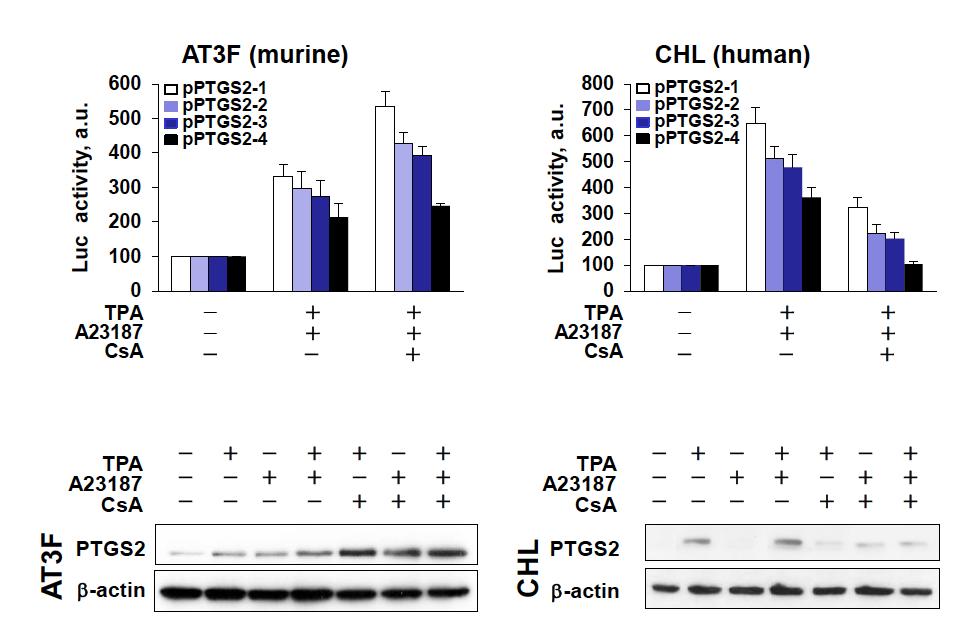 AT3F (murine)
Luc activity, a.u.
600
500
400
300
200
100
0
pPTGS2-1
pPTGS2-2
pPTGS2-3
pPTGS2-4
TPA – + +
A23187 – + +
CsA – – +
CHL (human)
Luc activity, a.u.
800
700
600
500
400
300
200
100
0
pPTGS2-1
pPTGS2-2
pPTGS2-3
pPTGS2-4
TPA – + +
A23187 – + +
CsA – – +
TPA – + – + + – +
A23187 – – + + – + +
CsA – – – – + + +
AT3F
PTGS2
β-actin
TPA – + – + + – +
A23187 – – + + – + +
CsA – – – – + + +
CHL
PTGS2
β-actin